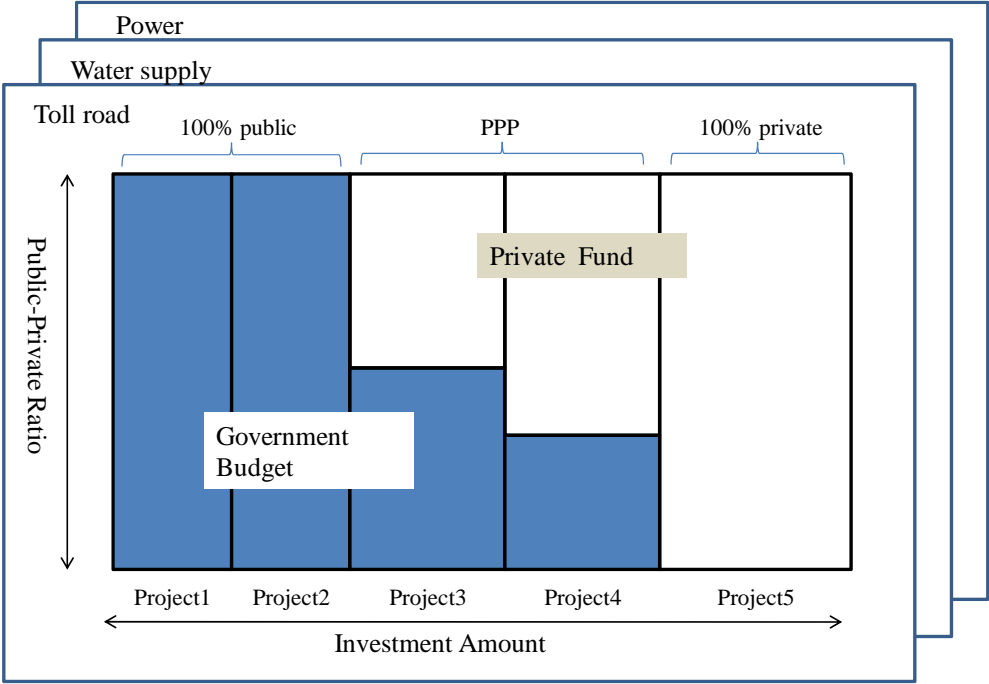 Power
Water supply
Toll road
100% public
PPP
100% private
Public-Private Ratio
Private Fund
Government
Budget
Project1
Project2
Project3
Project4
Project5
Investment Amount